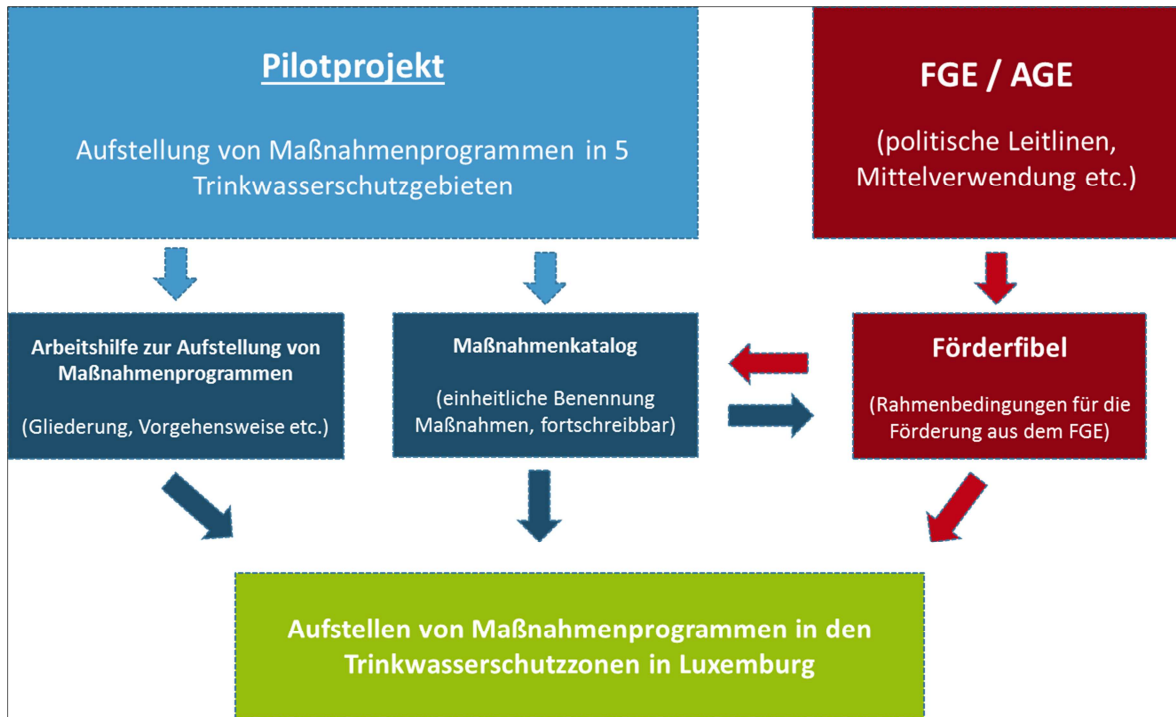 Pilotprojekt
Aufstellung von Maßnahmenprogrammen in 5
Trinkwasserschutzgebieten
FGE / AGE
(politische Leitlinen,
Mittelverwendung etc.)
Arbeitshilfe zur Aufstellung von
Maßnahmenprogrammen
(Gliederung, Vorgehensweise etc.)
Maßnahmenkatalog
(einheitliche Benennung
Maßnahmen, fortschreibbar)
Förderfibel
(Rahmenbedingungen für die
Förderung aus dem FGE)
Aufstellen von Maßnahmenprogrammen in den
Trinkwasserschutzzonen in Luxemburg